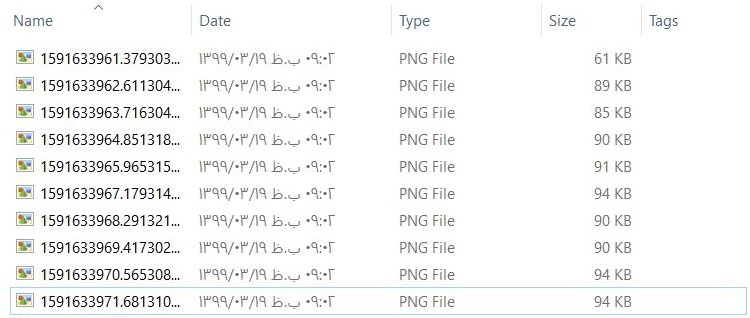 Name Date Type Size Tags
1591633961.379303... ۱۳۹۹/۰۳/۱۹ ب.ظ ۰۹:۰۲ PNG File 61 KB
1591633962.611304... ۱۳۹۹/۰۳/۱۹ ب.ظ ۰۹:۰۲ PNG File 89 KB
1591633963.716304... ۱۳۹۹/۰۳/۱۹ ب.ظ ۰۹:۰۲ PNG File 85 KB
1591633964.851318... ۱۳۹۹/۰۳/۱۹ ب.ظ ۰۹:۰۲ PNG File 90 KB
1591633965.965315... ۱۳۹۹/۰۳/۱۹ ب.ظ ۰۹:۰۲ PNG File 91 KB
1591633967.179314... ۱۳۹۹/۰۳/۱۹ ب.ظ ۰۹:۰۲ PNG File 94 KB
1591633968.291321... ۱۳۹۹/۰۳/۱۹ ب.ظ ۰۹:۰۲ PNG File 90 KB
1591633969.417302... ۱۳۹۹/۰۳/۱۹ ب.ظ ۰۹:۰۲ PNG File 90 KB
1591633970.565308... ۱۳۹۹/۰۳/۱۹ ب.ظ ۰۹:۰۲ PNG File 94 KB
1591633971.681310... ۱۳۹۹/۰۳/۱۹ ب.ظ ۰۹:۰۲ PNG File 94 KB